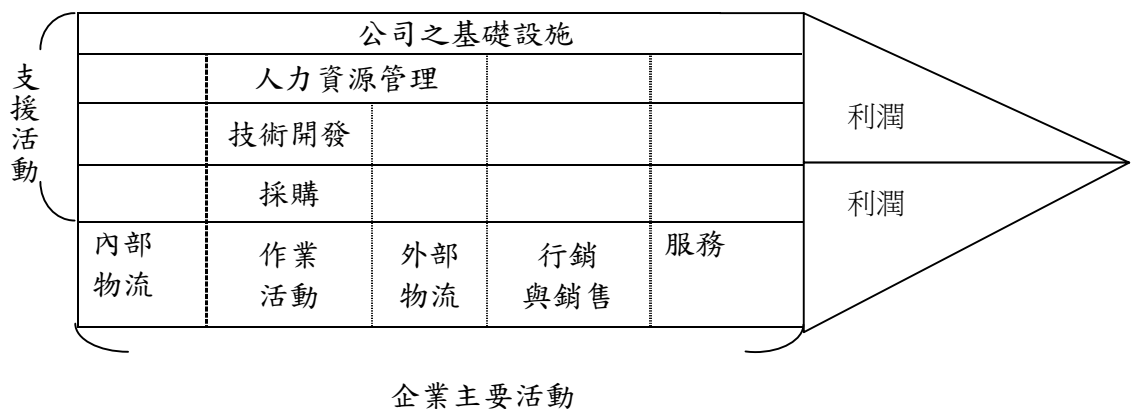 公司之基礎設施
支援活動
人力資源管理
技術開發
採購
利潤
利潤
內部
物流
作業
活動
外部
物流
行銷
與銷售
服務
企業主要活動